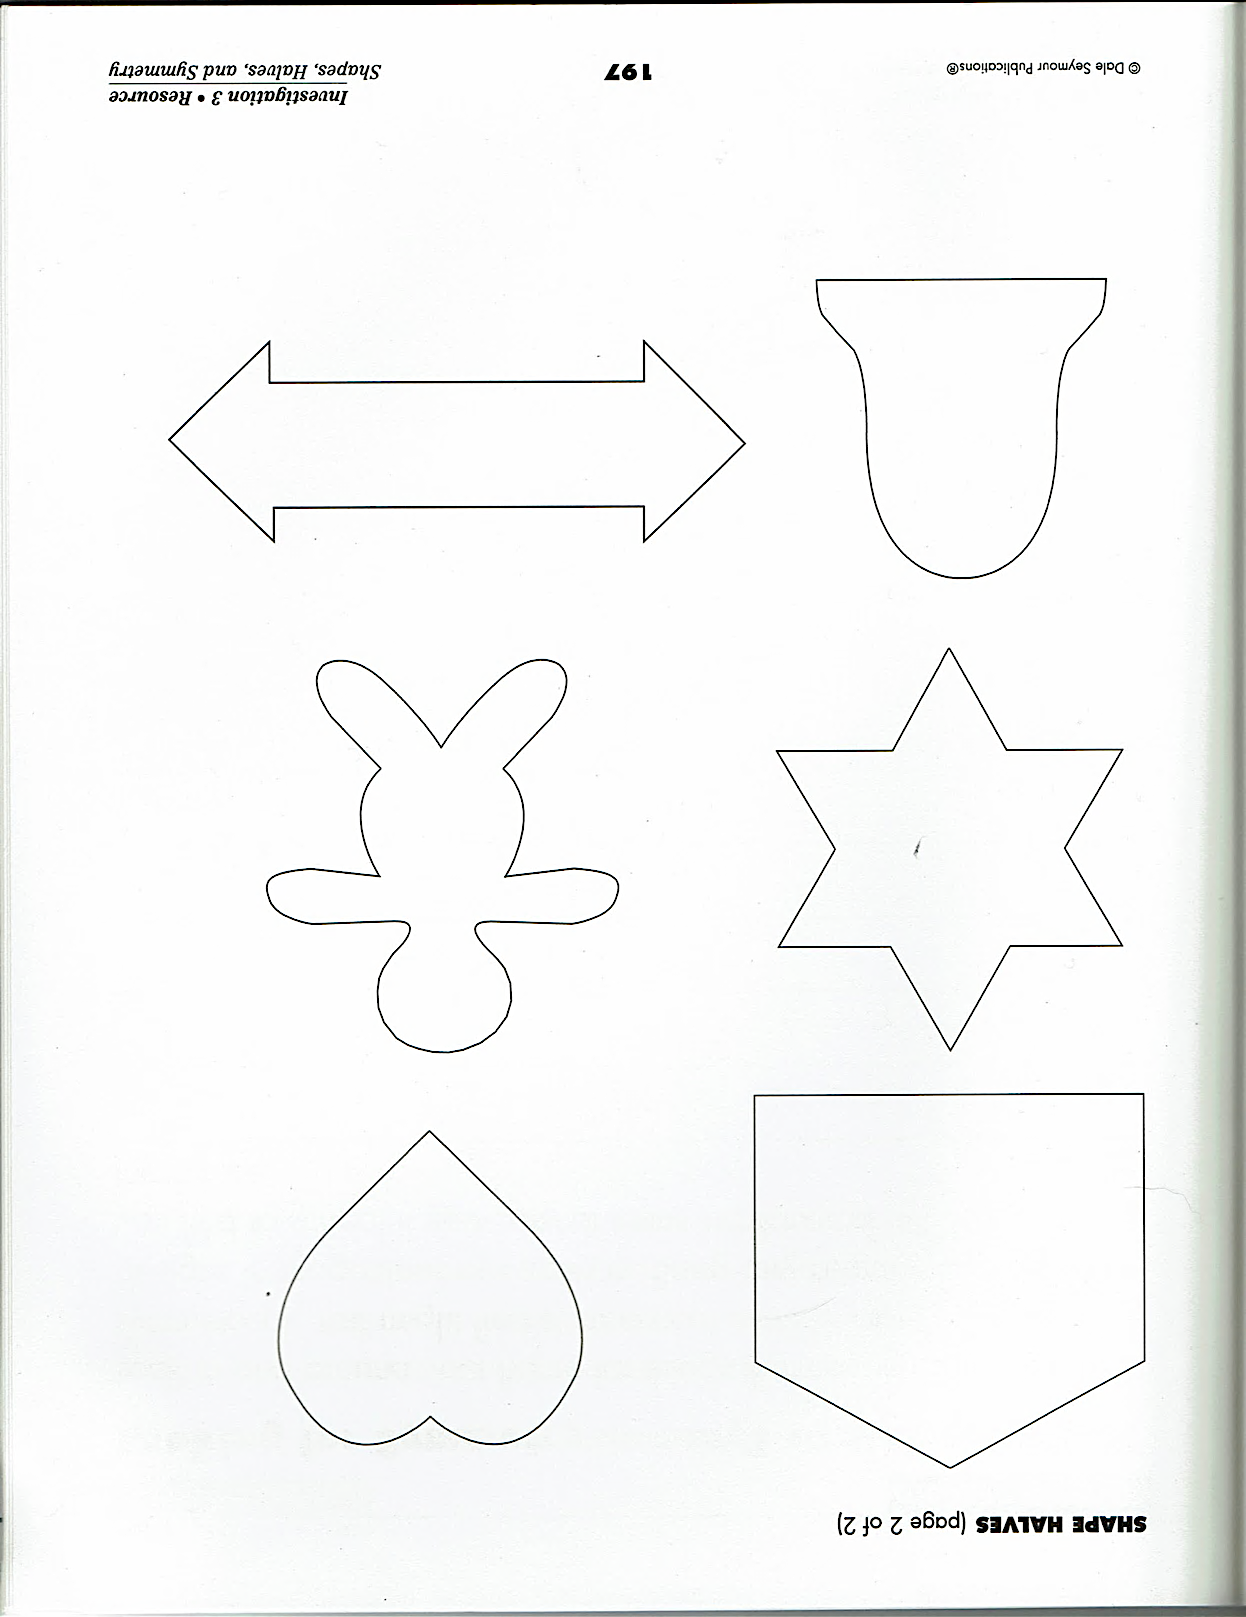 SHAPE HALVES (page 2 of 2)
© Dale Seymour Publications®
197
Investigation 3 • Resource
Shapes, Halves, and Symmetry